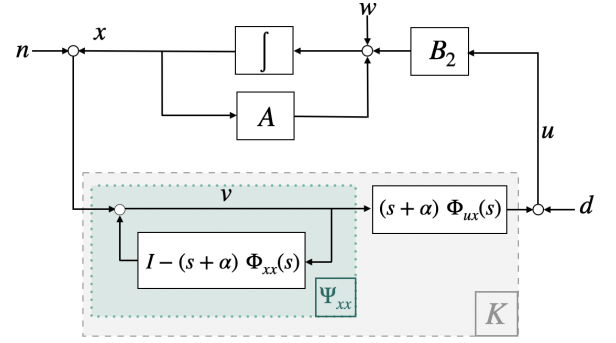 w
n
x
∫
B₂
A
u
v
(s + α) Φᵤₓ(s)
d
I − (s + α) Φₓₓ(s)
Ψₓₓ
K